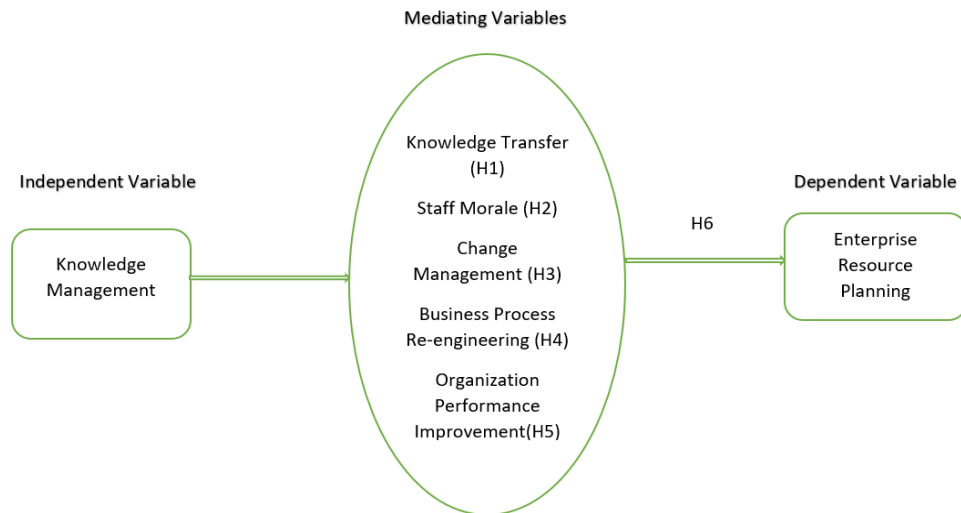 Mediating Variables
Independent Variable
Knowledge
Management
Knowledge Transfer
(H1)
Staff Morale (H2)
Change
Management (H3)
Business Process
Re-engineering (H4)
Organization
Performance
Improvement(H5)
H6
Dependent Variable
Enterprise
Resource
Planning